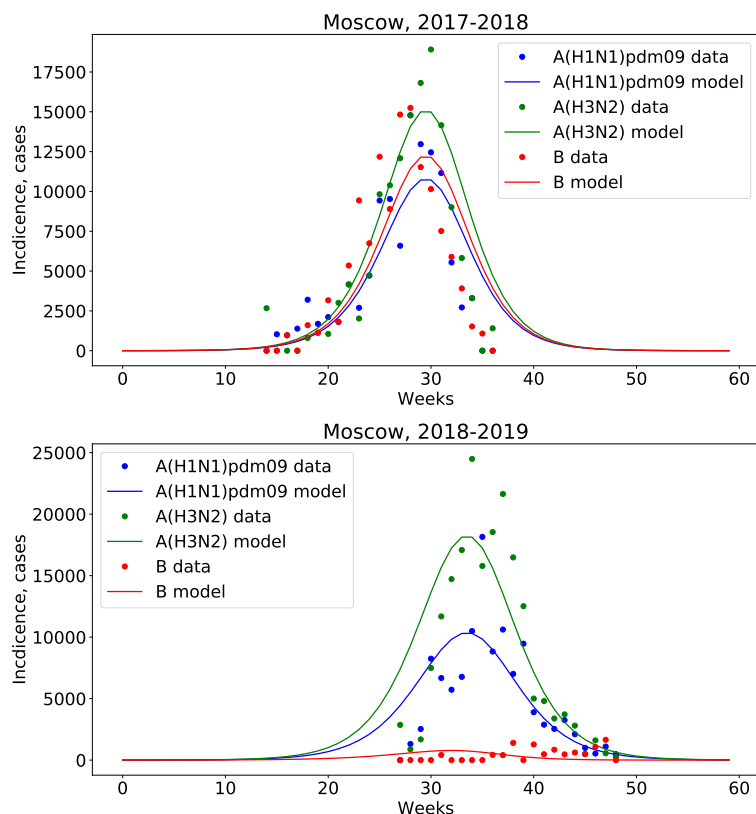 Moscow, 2017-2018
Incdicence, cases
17500
15000
12500
10000
7500
5000
2500
0
A(H1N1)pdm09 data
A(H1N1)pdm09 model
A(H3N2) data
A(H3N2) model
B data
B model
0 10 20 30 40 50 60
Weeks
Moscow, 2018-2019
Incdicence, cases
25000
20000
15000
10000
5000
0
A(H1N1)pdm09 data
A(H1N1)pdm09 model
A(H3N2) data
A(H3N2) model
B data
B model
0 10 20 30 40 50 60
Weeks